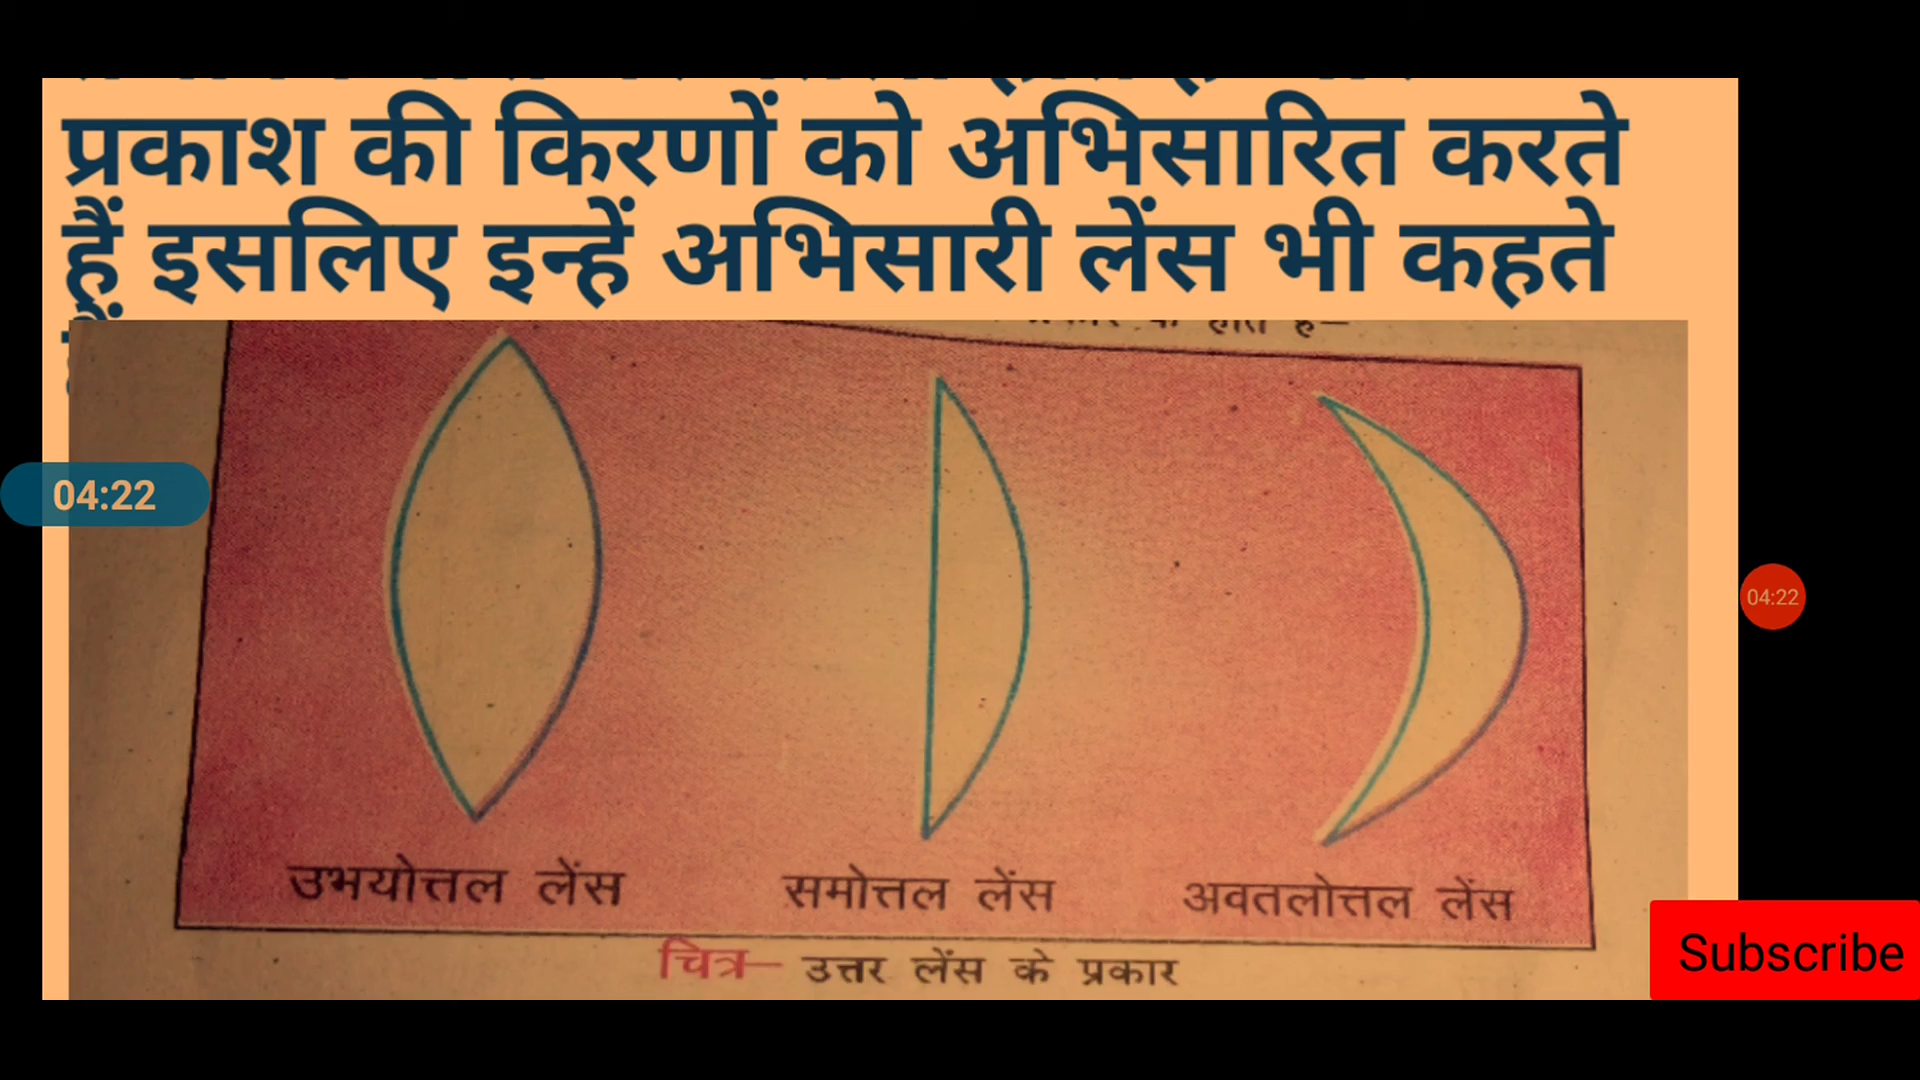 प्रकाश की किरणों को अभिसारित करते
हैं इसलिए इन्हें अभिसारी लेंस भी कहते
04:22
04:22
उभयोत्तल लेंस समोत्तल लेंस अवतलोत्तल लेंस
चित्र— उत्तर लेंस के प्रकार
Subscribe